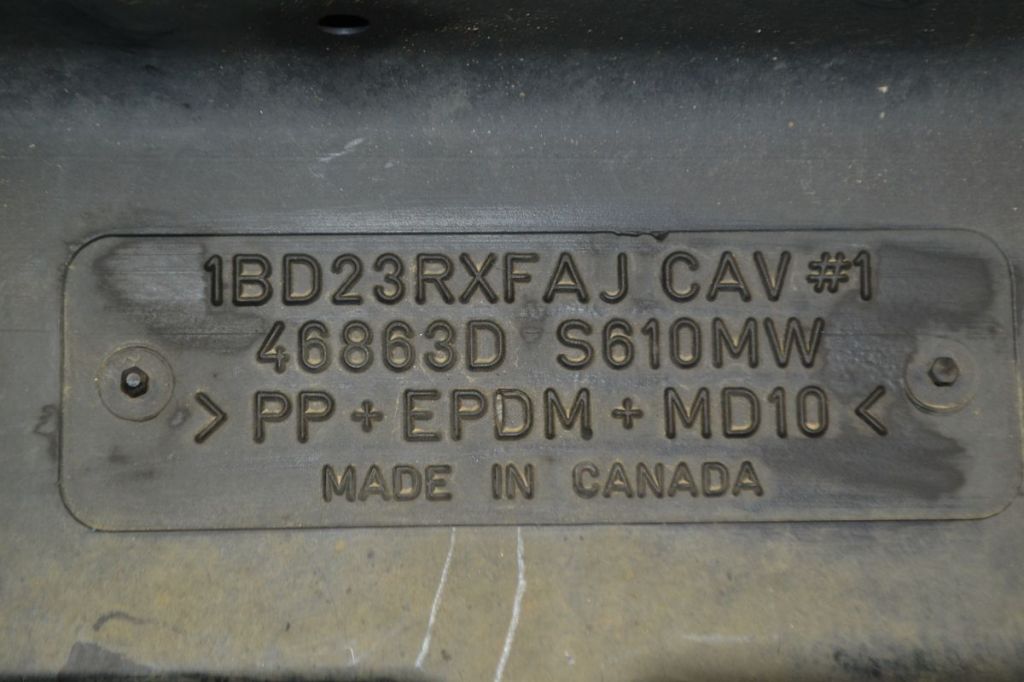 1BD23RXFAJ CAV #1
46863D S610MW
>PP+EPDM+MD10<
MADE IN CANADA